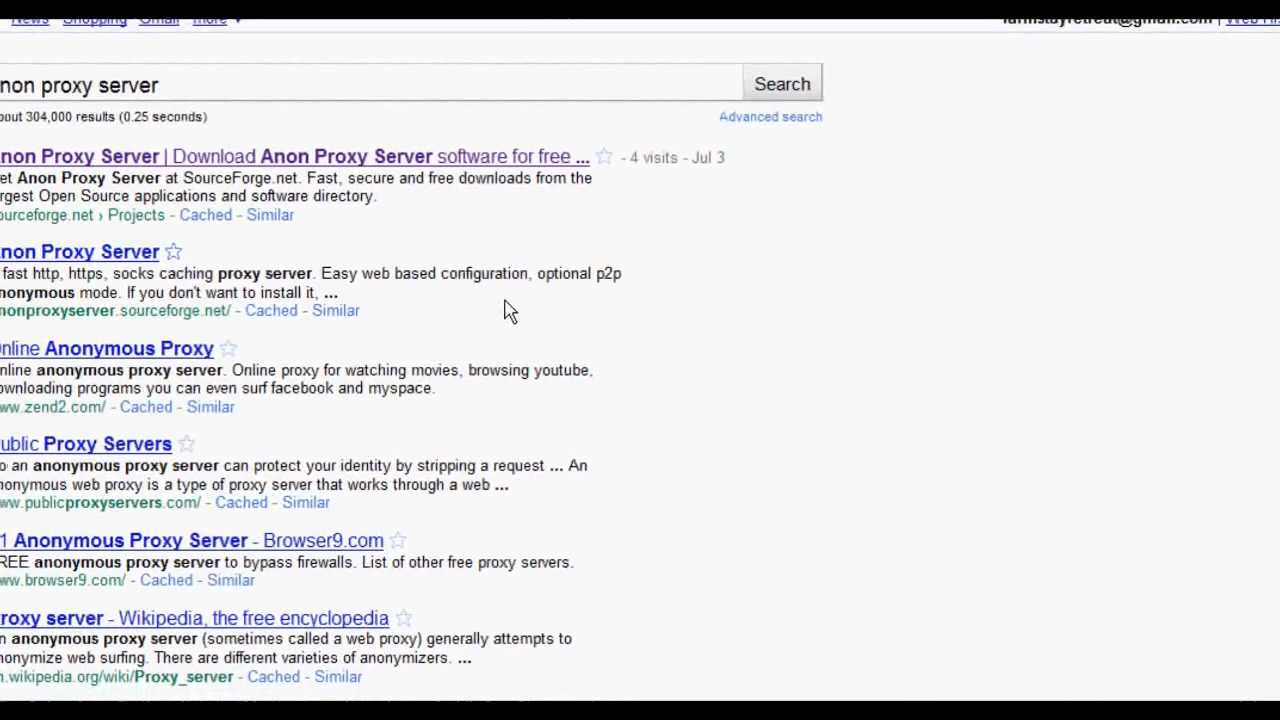 News Shopping Gmail more ▼
farmstayretreat@gmail.com | Web Hi
non proxy server
Search
bout 304,000 results (0.25 seconds)
Advanced search
non Proxy Server | Download Anon Proxy Server software for free ... - 4 visits - Jul 3
et Anon Proxy Server at SourceForge.net. Fast, secure and free downloads from the
rgest Open Source applications and software directory.
ourceforge.net › Projects - Cached - Similar
non Proxy Server
fast http, https, socks caching proxy server. Easy web based configuration, optional p2p
nonymous mode. If you don't want to install it, ...
nonproxyserver.sourceforge.net/ - Cached - Similar
nline Anonymous Proxy
nline anonymous proxy server. Online proxy for watching movies, browsing youtube,
ownloading programs you can even surf facebook and myspace.
ww.zend2.com/ - Cached - Similar
ublic Proxy Servers
o an anonymous proxy server can protect your identity by stripping a request ... An
nonymous web proxy is a type of proxy server that works through a web ...
ww.publicproxyservers.com/ - Cached - Similar
1 Anonymous Proxy Server - Browser9.com
REE anonymous proxy server to bypass firewalls. List of other free proxy servers.
ww.browser9.com/ - Cached - Similar
roxy server - Wikipedia, the free encyclopedia
n anonymous proxy server (sometimes called a web proxy) generally attempts to
nonymize web surfing. There are different varieties of anonymizers. ...
n.wikipedia.org/wiki/Proxy_server - Cached - Similar